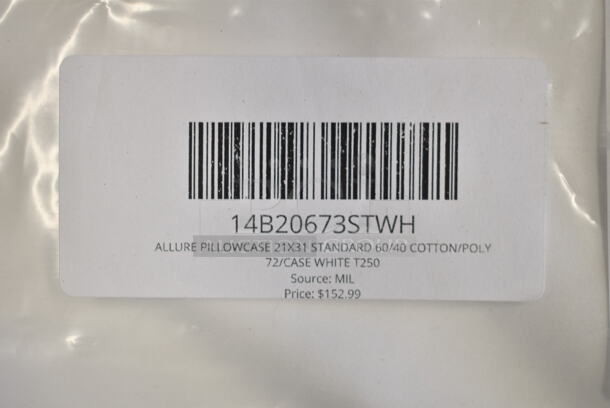 14B20673STWH
ALLURE PILLOWCASE 21X31 STANDARD 60/40 COTTON/POLY
72/CASE WHITE T250
Source: MIL
Price: $152.99